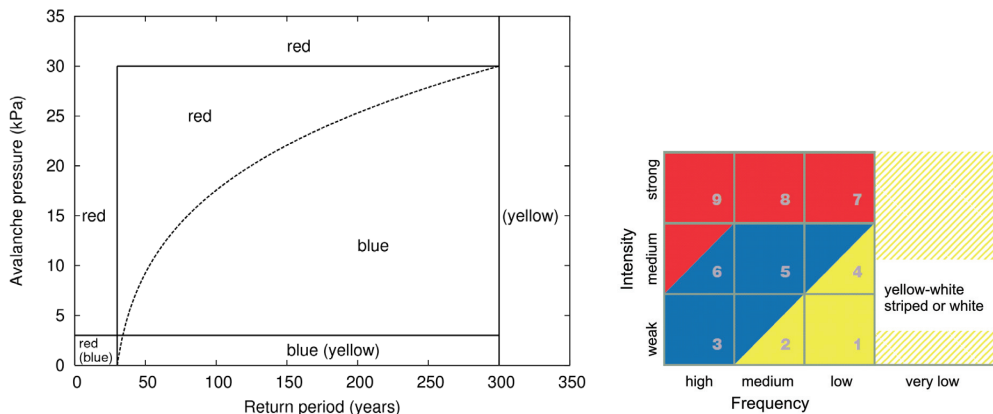 35
30
25
20
15
10
5
0
Avalanche pressure (kPa)
red
red
red
blue
(yellow)
red
(blue)
blue (yellow)
0
50
100
150
200
250
300
350
Return period (years)
strong
medium
weak
Intensity
9
8
7
6
5
4
3
2
1
yellow-white
striped or white
high
medium
low
very low
Frequency